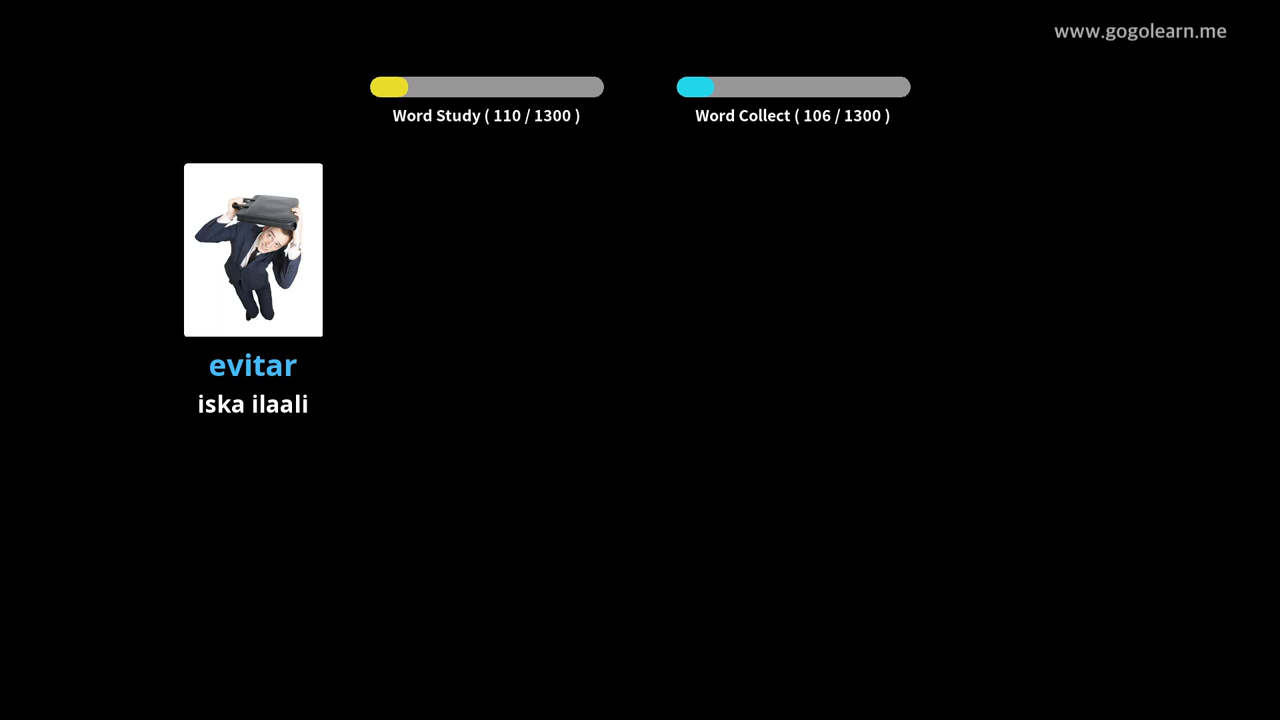 www.gogolearn.me
Word Study ( 110 / 1300 )
Word Collect ( 106 / 1300 )
evitar
iska ilaali